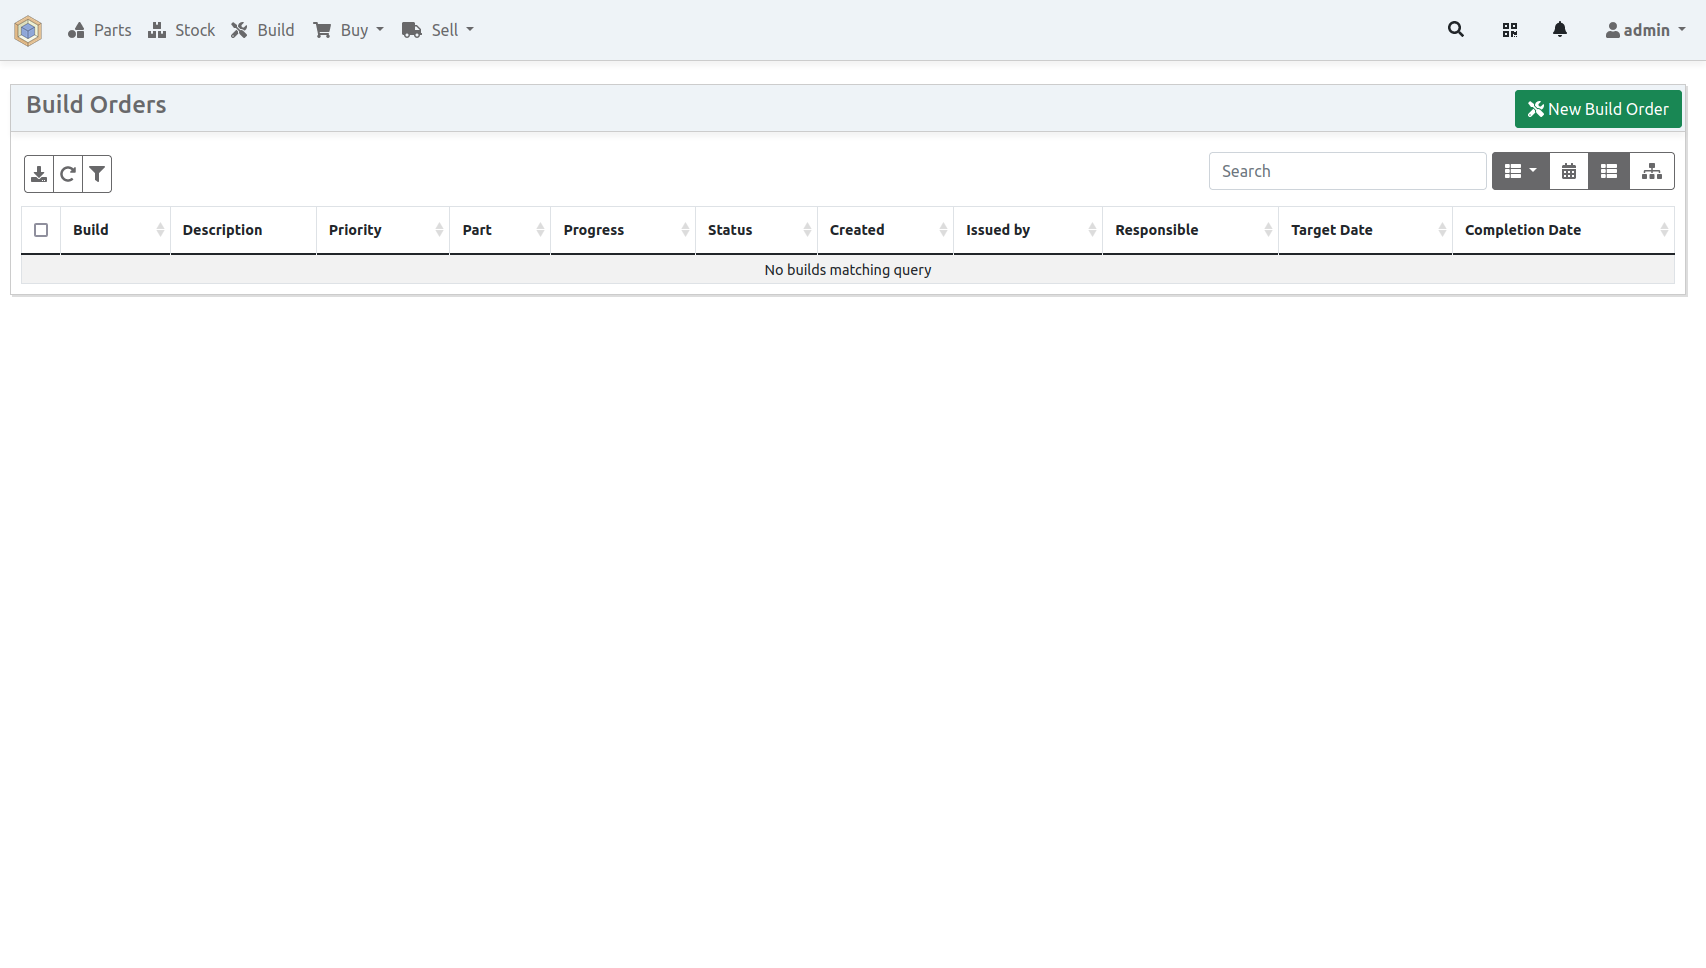 Parts Stock Build Buy Sell admin
Build Orders
New Build Order
Search
Build Description Priority Part Progress Status Created Issued by Responsible Target Date Completion Date
No builds matching query